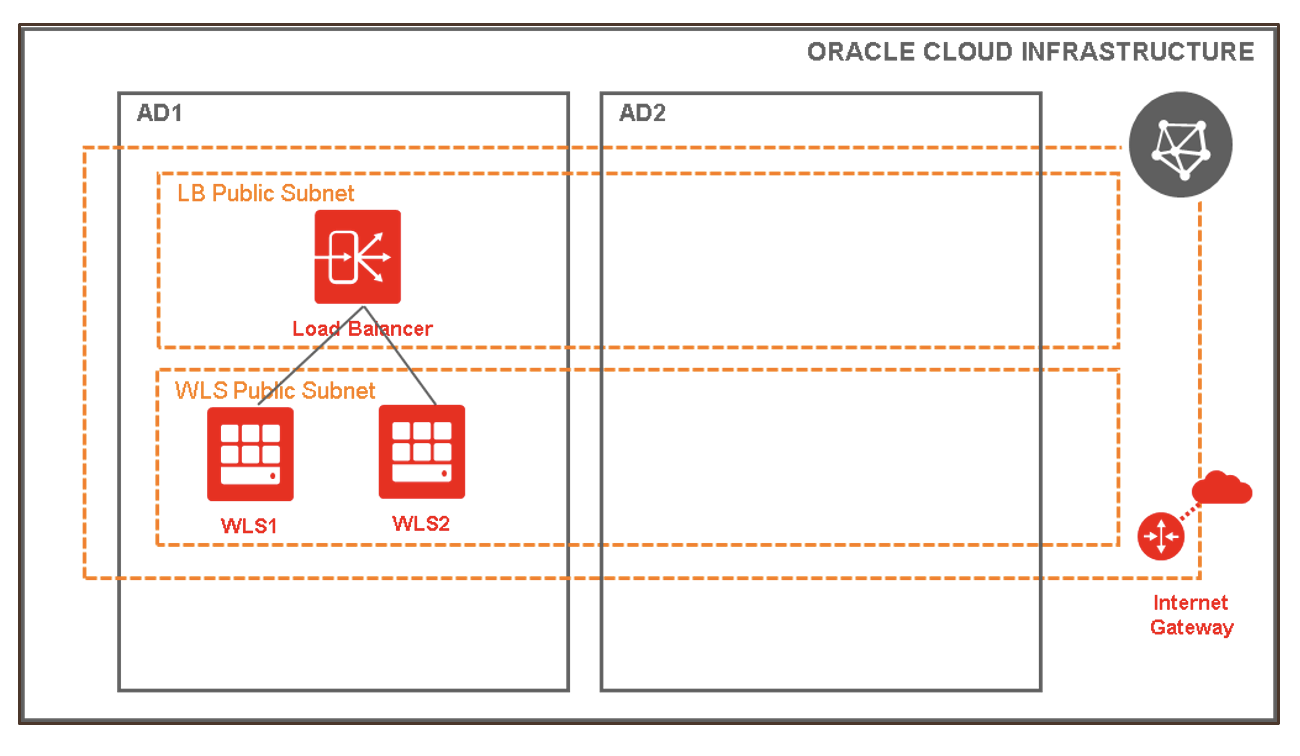 ORACLE CLOUD INFRASTRUCTURE
AD1
AD2
LB Public Subnet
Load Balancer
WLS Public Subnet
WLS1
WLS2
Internet
Gateway